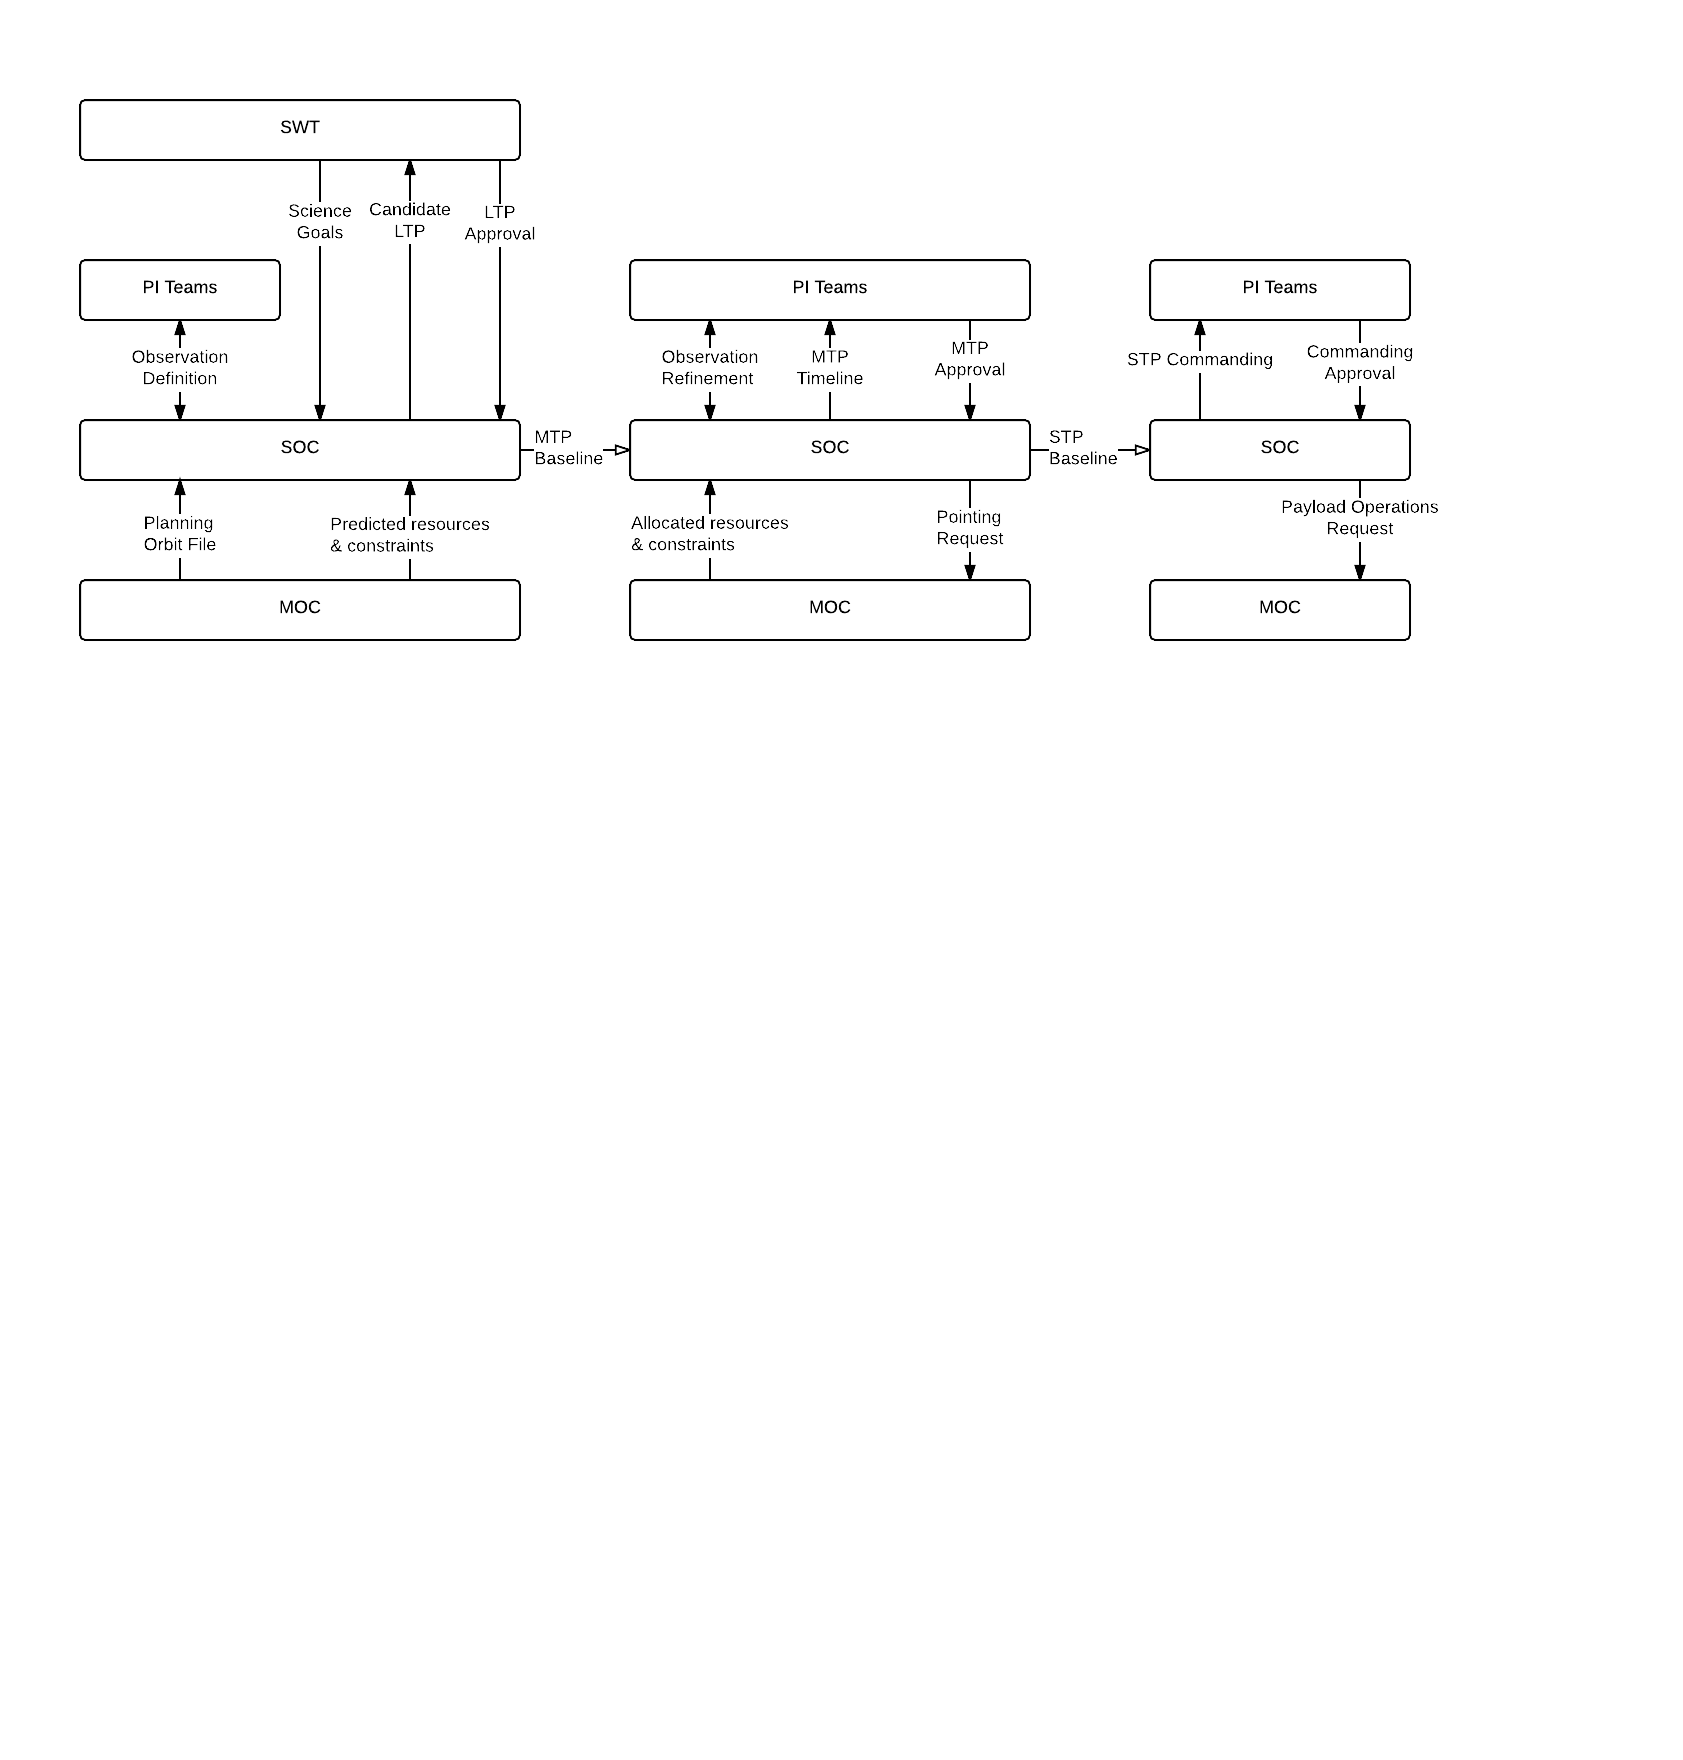 SWT
Science
Goals
Candidate
LTP
LTP
Approval
PI Teams
PI Teams
PI Teams
Observation
Definition
Observation
Refinement
MTP
Timeline
MTP
Approval
STP Commanding
Commanding
Approval
SOC
MTP
Baseline
SOC
STP
Baseline
SOC
Planning
Orbit File
Predicted resources
& constraints
Allocated resources
& constraints
Pointing
Request
Payload Operations
Request
MOC
MOC
MOC